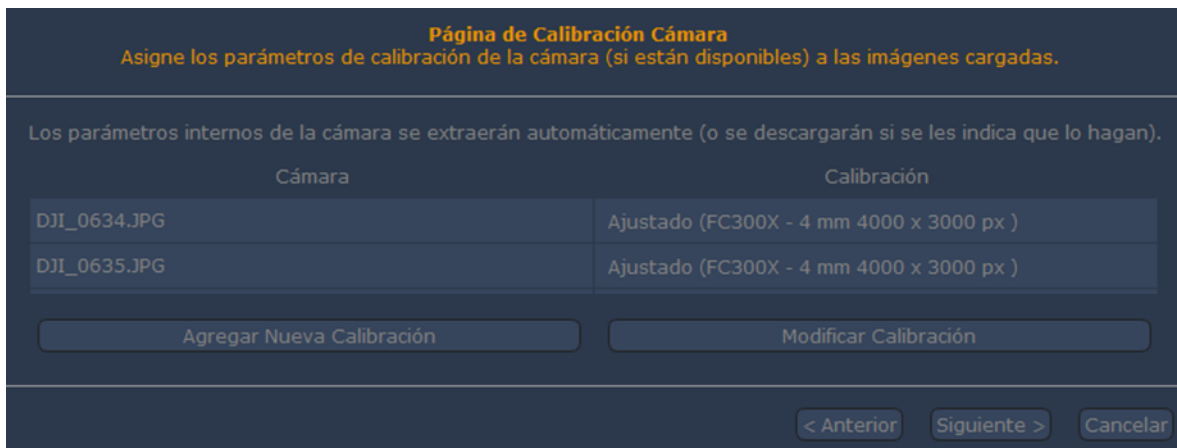 Página de Calibración Cámara
Asigne los parámetros de calibración de la cámara (si están disponibles) a las imágenes cargadas.
Los parámetros internos de la cámara se extraerán automáticamente (o se descargarán si se les indica que lo hagan).
Cámara Calibración
DJI_0634.JPG Ajustado (FC300X - 4 mm 4000 x 3000 px )
DJI_0635.JPG Ajustado (FC300X - 4 mm 4000 x 3000 px )
Agregar Nueva Calibración Modificar Calibración
< Anterior Siguiente > Cancelar